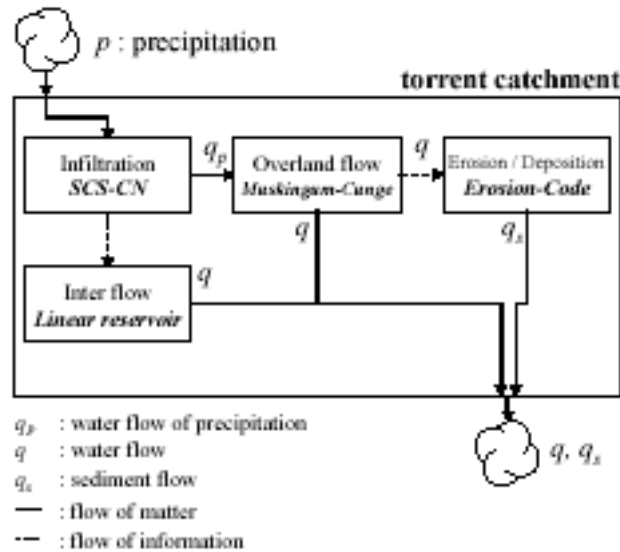 p : precipitation
torrent catchment
Infiltration
SCS-CN
q_p
Overland flow
Muskingum-Cunge
q
Erosion / Deposition
Erosion-Code
q
q_s
Inter flow
Linear reservoir
q
q_p : water flow of precipitation
q : water flow
q_s : sediment flow
: flow of matter
: flow of information
q, q_s